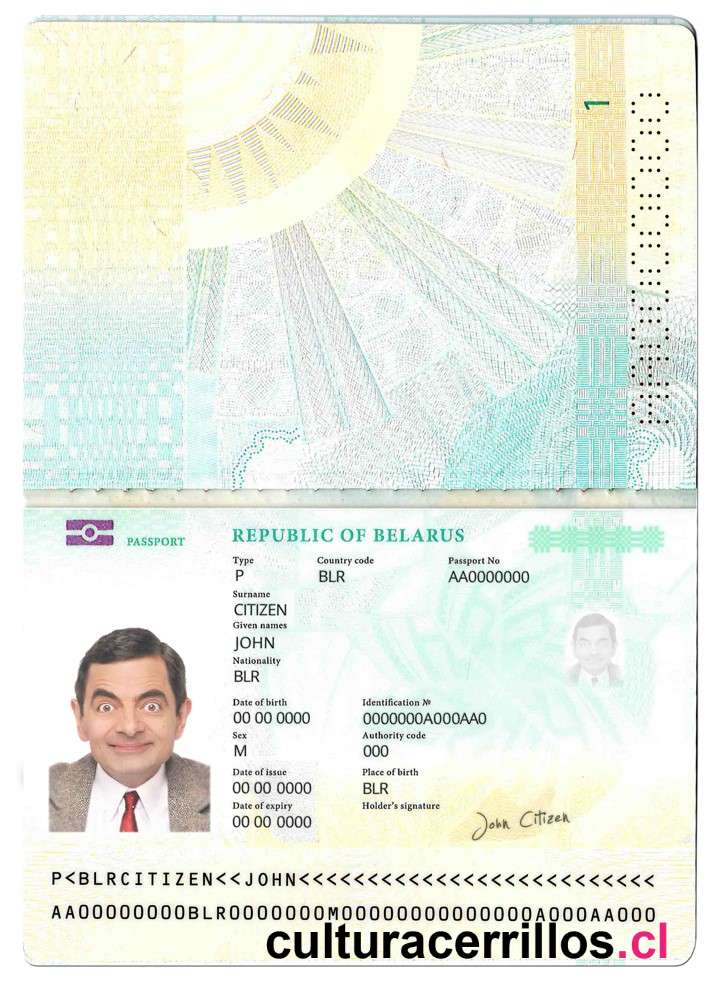 1
AA0000000
PASSPORT
REPUBLIC OF BELARUS
Type Country code Passport No
P BLR AA0000000
Surname
CITIZEN
Given names
JOHN
Nationality
BLR
Date of birth Identification №
00 00 0000 0000000A000AA0
Sex Authority code
M 000
Date of issue Place of birth
00 00 0000 BLR
Date of expiry Holder's signature
00 00 0000 John Citizen
P<BLRCITIZEN<<JOHN<<<<<<<<<<<<<<<<<<<<<<<<<<
AA00000000BLR0000000M000000000000000A000AA000
culturacerrillos.cl